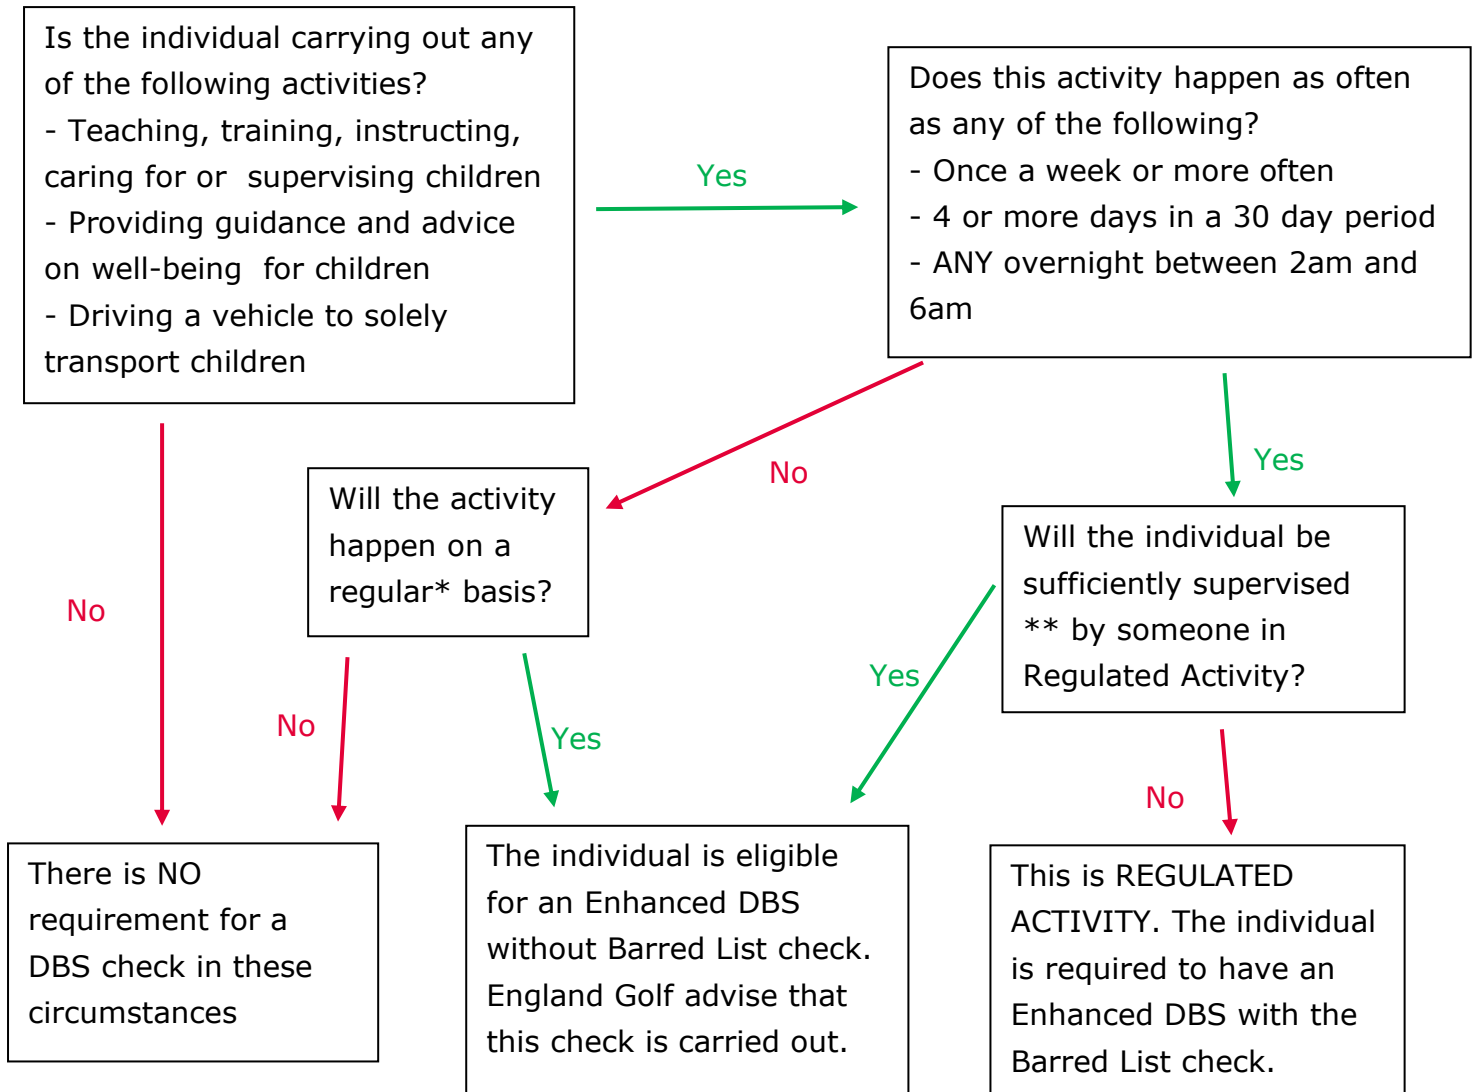 Is the individual carrying out any
of the following activities?
- Teaching, training, instructing,
caring for or  supervising children
- Providing guidance and advice
on well-being  for children
- Driving a vehicle to solely
transport children
Yes
Does this activity happen as often
as any of the following?
- Once a week or more often
- 4 or more days in a 30 day period
- ANY overnight between 2am and
6am
No
Will the activity
happen on a
regular* basis?
No
Yes
Will the individual be
sufficiently supervised
** by someone in
Regulated Activity?
No
Yes
Yes
No
There is NO
requirement for a
DBS check in these
circumstances
The individual is eligible
for an Enhanced DBS
without Barred List check.
England Golf advise that
this check is carried out.
This is REGULATED
ACTIVITY. The individual
is required to have an
Enhanced DBS with the
Barred List check.